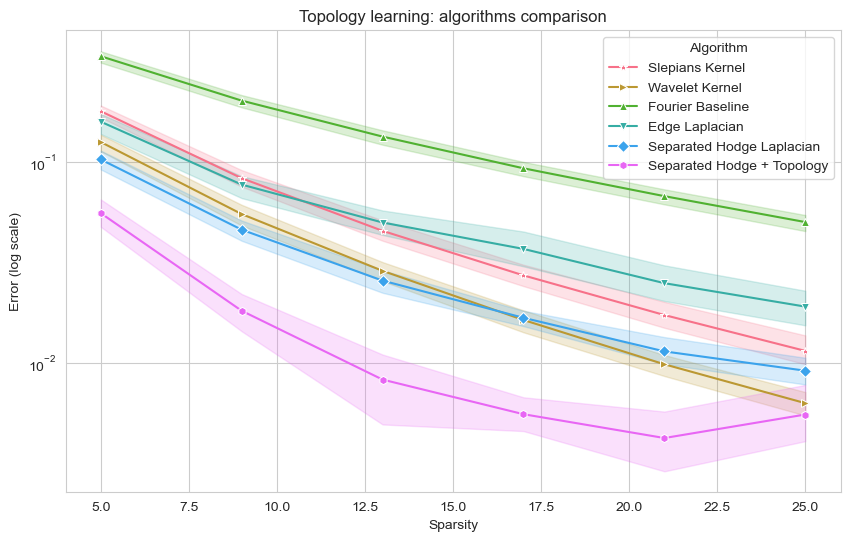 Topology learning: algorithms comparison
Algorithm
Slepians Kernel
Wavelet Kernel
Fourier Baseline
Edge Laplacian
Separated Hodge Laplacian
Separated Hodge + Topology
Error (log scale)
10⁻¹
10⁻²
5.0 7.5 10.0 12.5 15.0 17.5 20.0 22.5 25.0
Sparsity